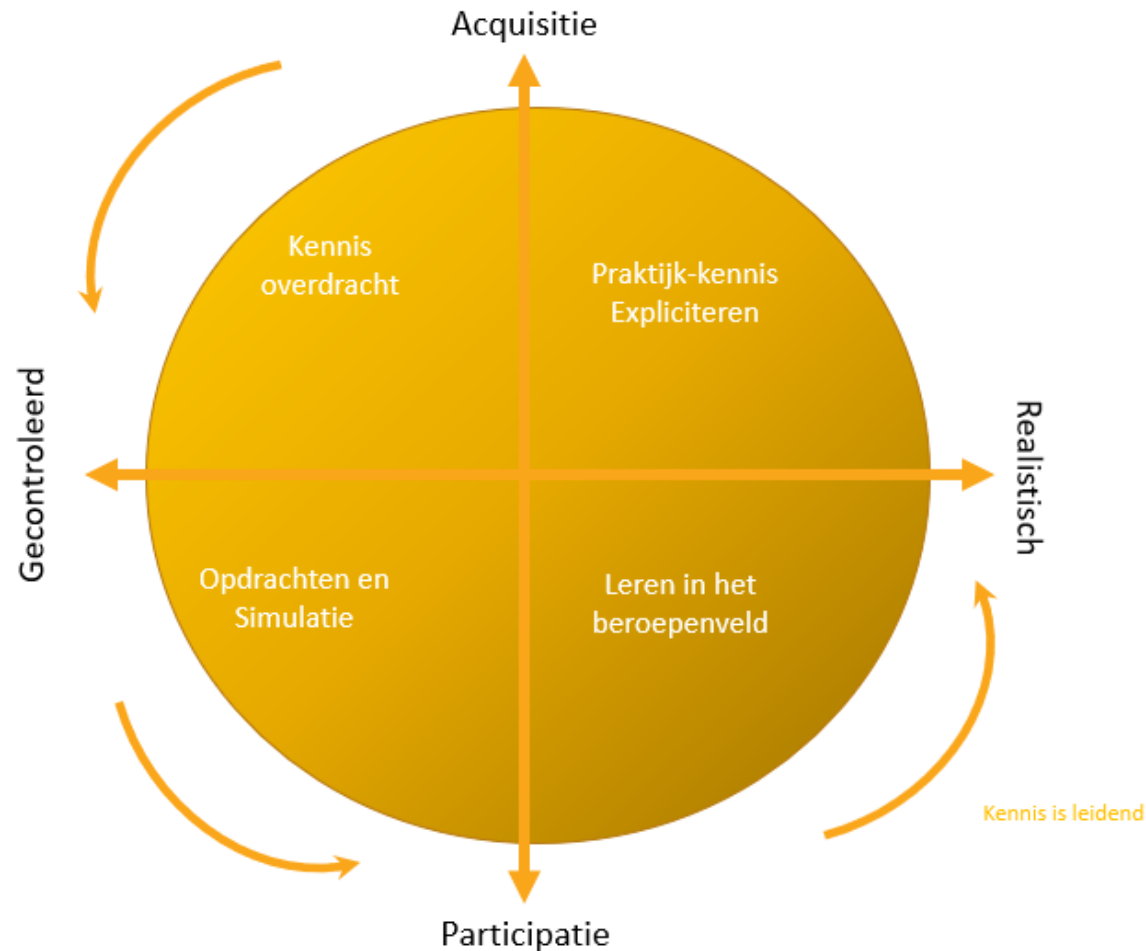 Acquisitie
Kennis
overdracht
Praktijk-kennis
Expliciteren
Gecontroleerd
Realistisch
Opdrachten en
Simulatie
Leren in het
beroepenveld
Kennis is leidend
Participatie